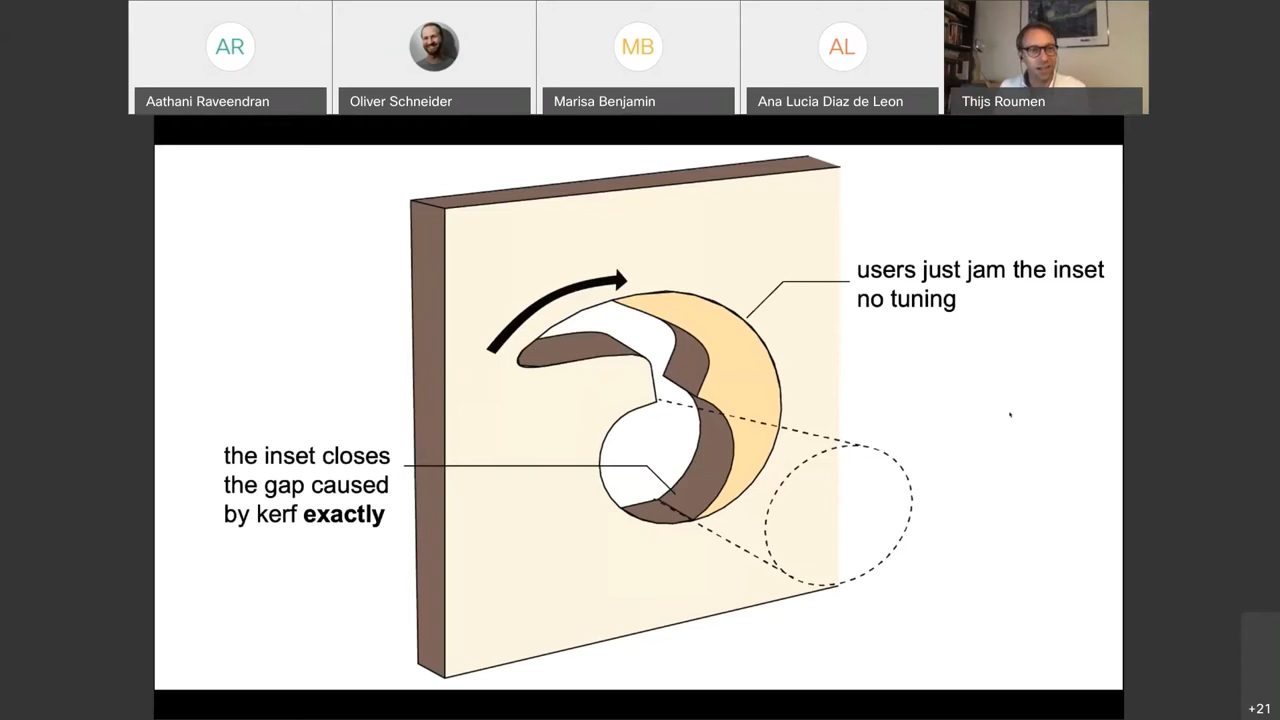 AR
MB
AL
Aathani Raveendran
Oliver Schneider
Marisa Benjamin
Ana Lucia Diaz de Leon
Thijs Roumen
users just jam the inset
no tuning
the inset closes
the gap caused
by kerf exactly
+21